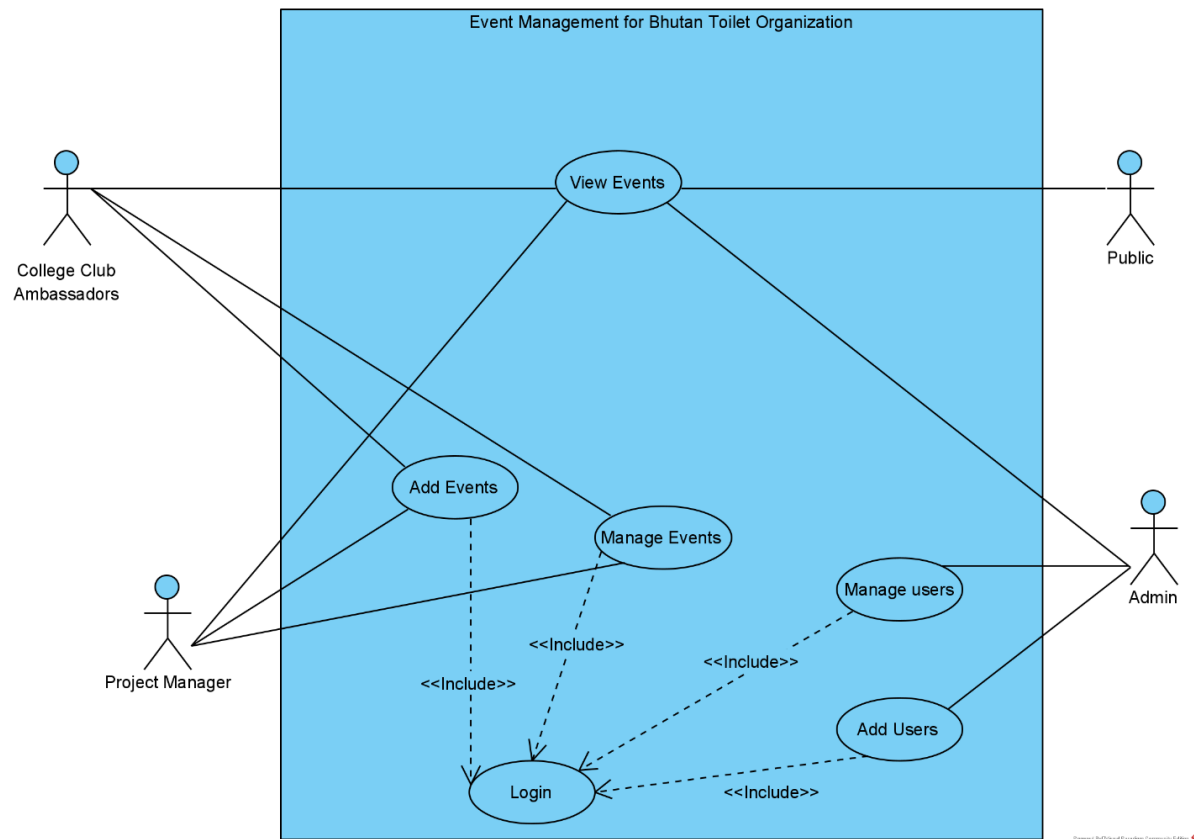 Event Management for Bhutan Toilet Organization
View Events
College Club
Ambassadors
Public
Add Events
Manage Events
Manage users
Admin
Project Manager
<<Include>>
<<Include>>
<<Include>>
Add Users
Login
<<Include>>